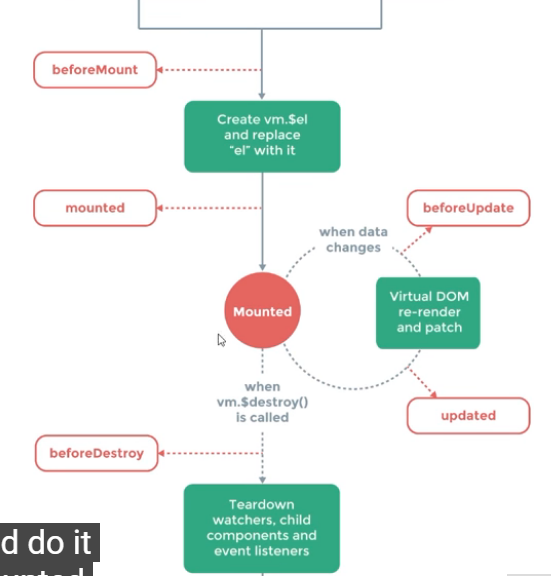 beforeMount
Create vm.$el
and replace
"el" with it
mounted
beforeUpdate
when data
changes
Mounted
Virtual DOM
re-render
and patch
when
vm.$destroy()
is called
updated
beforeDestroy
Teardown
watchers, child
components and
event listeners
d do it